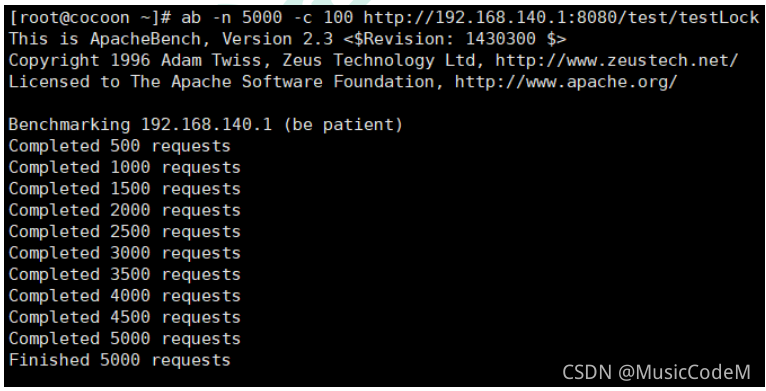 [root@cocoon ~]# ab -n 5000 -c 100 http://192.168.140.1:8080/test/testLock
This is ApacheBench, Version 2.3 <$Revision: 1430300 $>
Copyright 1996 Adam Twiss, Zeus Technology Ltd, http://www.zeustech.net/
Licensed to The Apache Software Foundation, http://www.apache.org/

Benchmarking 192.168.140.1 (be patient)
Completed 500 requests
Completed 1000 requests
Completed 1500 requests
Completed 2000 requests
Completed 2500 requests
Completed 3000 requests
Completed 3500 requests
Completed 4000 requests
Completed 4500 requests
Completed 5000 requests
Finished 5000 requests
CSDN @MusicCodeM